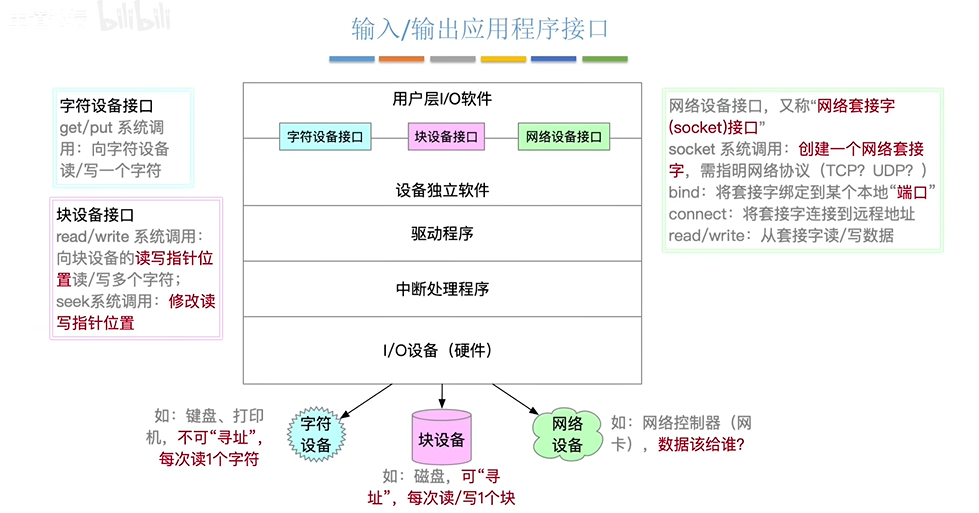 bilibili
输入/输出应用程序接口
字符设备接口
get/put 系统调
用：向字符设备
读/写一个字符
块设备接口
read/write 系统调用：
向块设备的读写指针位
置读/写多个字符；
seek系统调用：修改读
写指针位置
用户层I/O软件
字符设备接口
块设备接口
网络设备接口
设备独立软件
驱动程序
中断处理程序
I/O设备（硬件）
网络设备接口，又称“网络套接字
(socket)接口”
socket 系统调用：创建一个网络套接
字，需指明网络协议（TCP？UDP？）
bind：将套接字绑定到某个本地“端口”
connect：将套接字连接到远程地址
read/write：从套接字读/写数据
如：键盘、打印
机，不可“寻址”，
每次读1个字符
字符
设备
块设备
如：磁盘，可“寻
址”，每次读/写1个块
网络
设备
如：网络控制器（网
卡），数据该给谁？